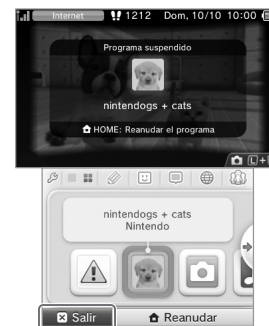 Internet 1212 Dom, 10/10 10:00
Programa suspendido
nintendogs + cats
HOME: Reanudar el programa
L+
nintendogs + cats
Nintendo
Salir
Reanudar